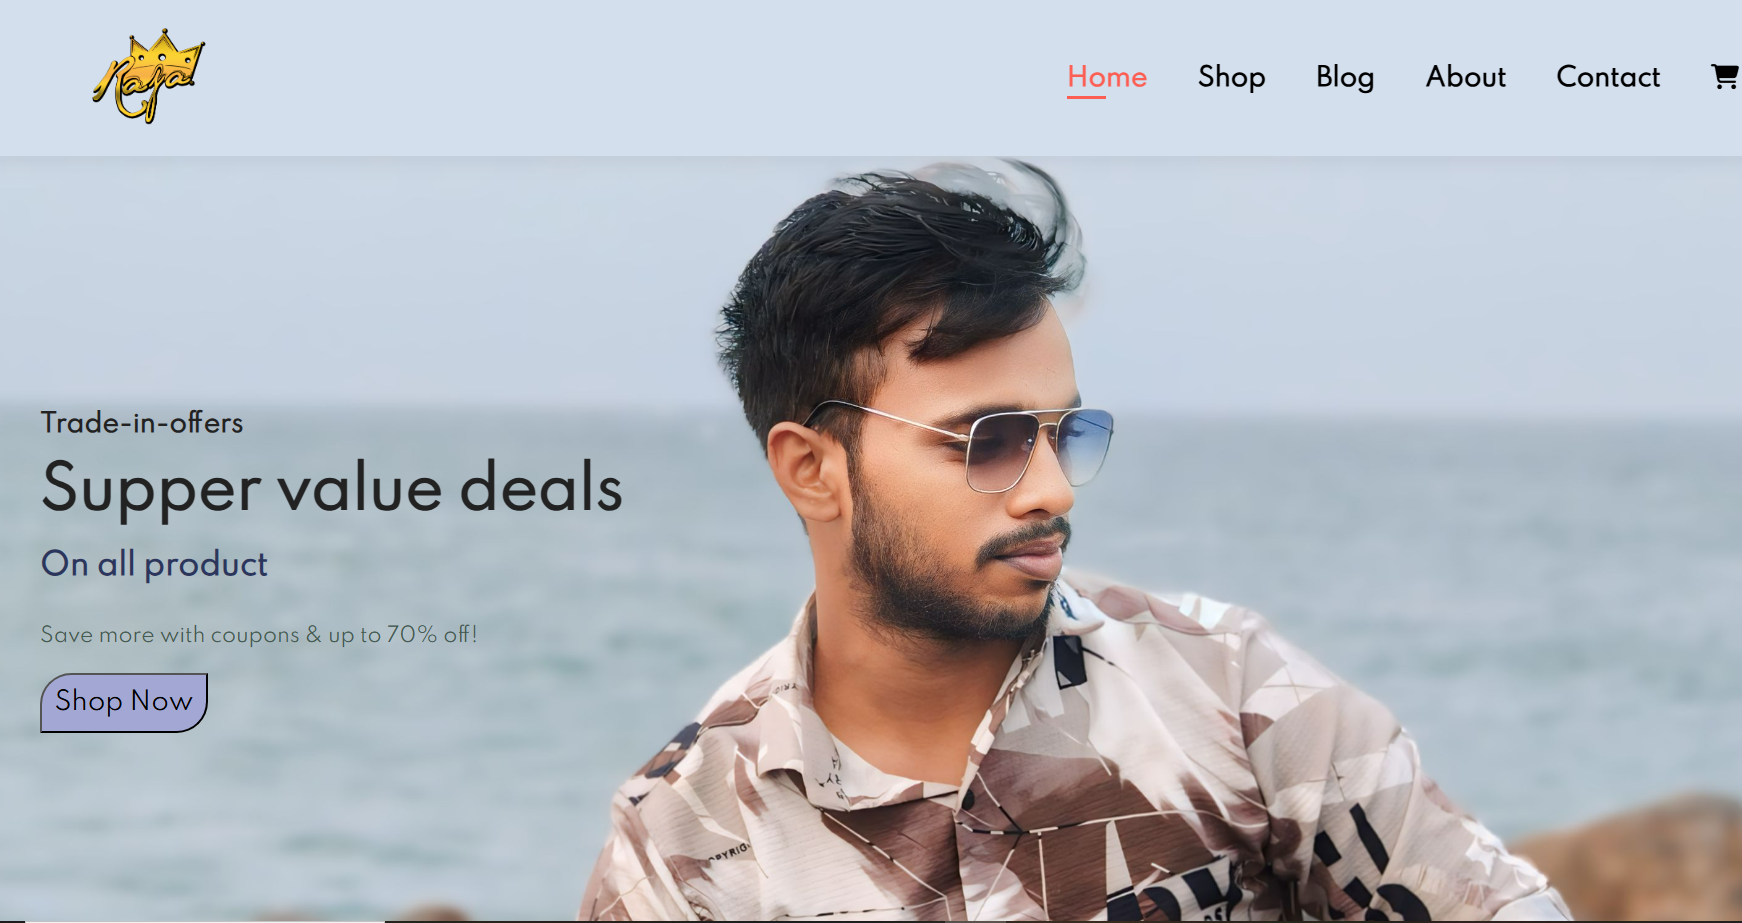 Raja
Home Shop Blog About Contact
Trade-in-offers
Supper value deals
On all product
Save more with coupons & up to 70% off!
Shop Now